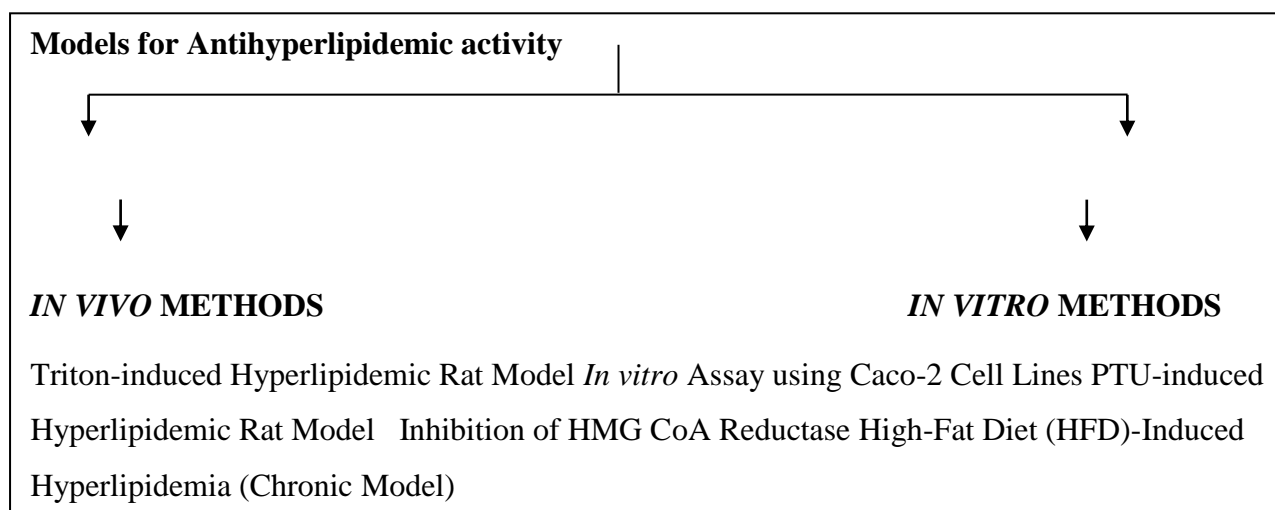 Models for Antihyperlipidemic activity
IN VIVO METHODS IN VITRO METHODS
Triton-induced Hyperlipidemic Rat Model In vitro Assay using Caco-2 Cell Lines PTU-induced
Hyperlipidemic Rat Model Inhibition of HMG CoA Reductase High-Fat Diet (HFD)-Induced
Hyperlipidemia (Chronic Model)